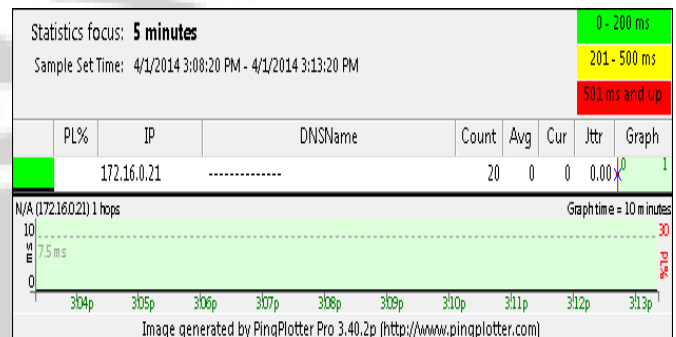 Statistics focus: 5 minutes
Sample Set Time: 4/1/2014 3:08:20 PM - 4/1/2014 3:13:20 PM
0 - 200 ms
201 - 500 ms
501 ms and up
PL% IP DNSName Count Avg Cur Jttr Graph
172.16.0.21 -------------- 20 0 0 0.00 0 1
N/A (172.16.0.21) 1 hops Graph time = 10 minutes
10 30
ms 7.5 ms PL%
0
3:04p 3:05p 3:06p 3:07p 3:08p 3:09p 3:10p 3:11p 3:12p 3:13p
Image generated by PingPlotter Pro 3.40.2p (http://www.pingplotter.com)